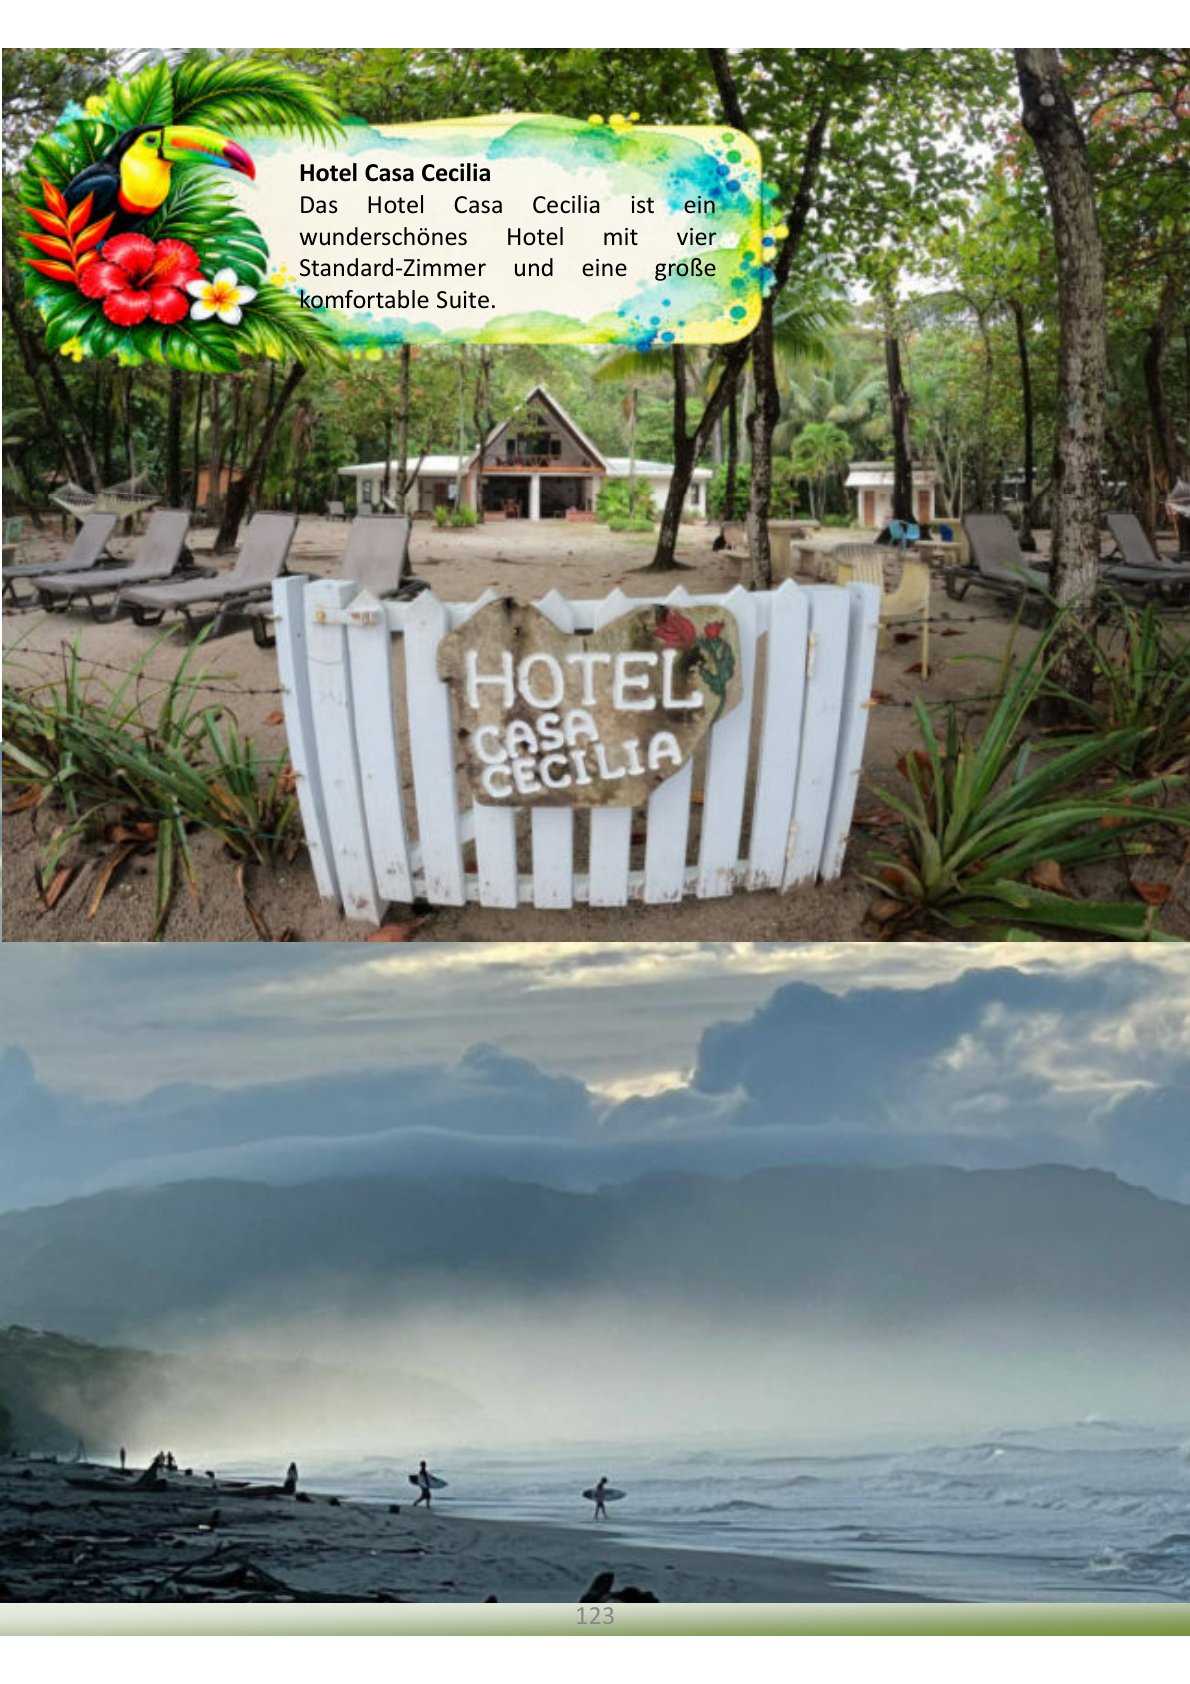 Hotel Casa Cecilia
Das Hotel Casa Cecilia ist ein
wunderschönes Hotel mit vier
Standard-Zimmer und eine große
komfortable Suite.
HOTEL
CASA
CECILIA
123